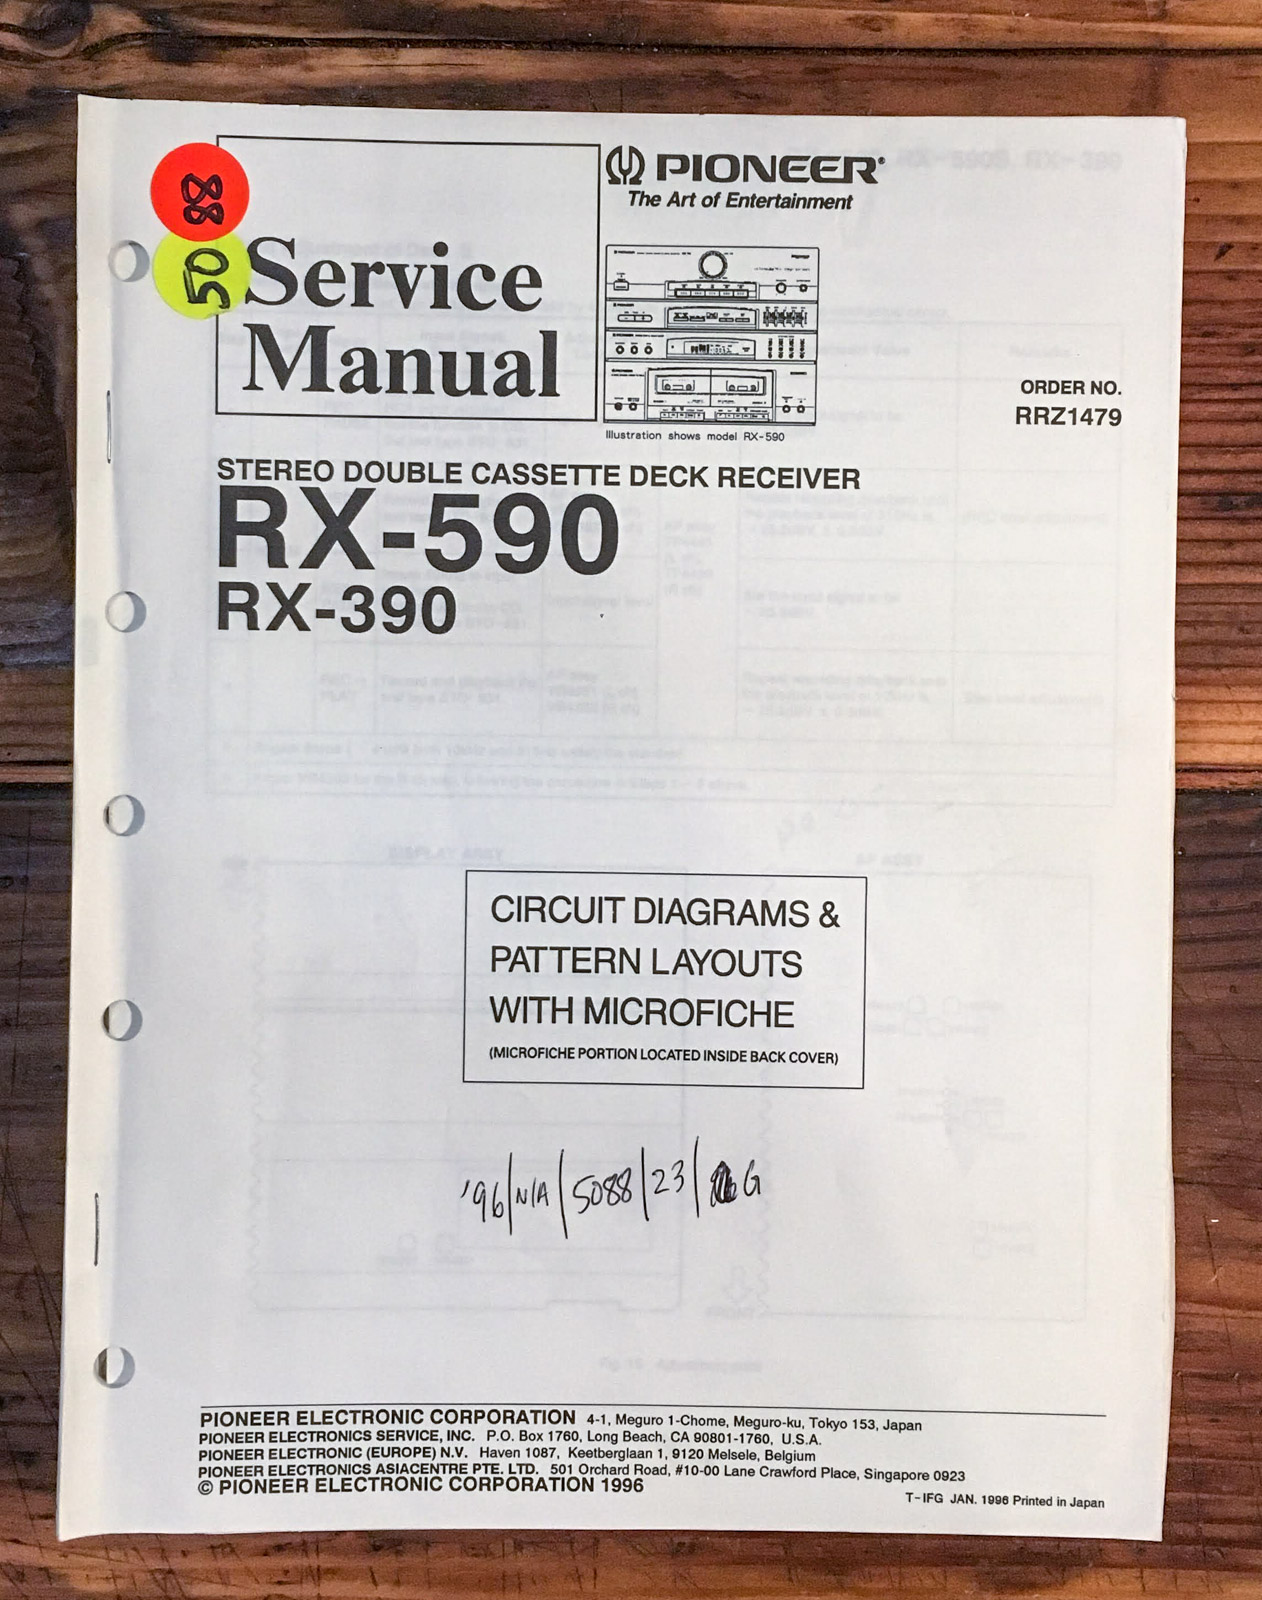 88
50
Service
Manual
PIONEER®
The Art of Entertainment
Illustration shows model RX-590
ORDER NO.
RRZ1479
STEREO DOUBLE CASSETTE DECK RECEIVER
RX-590
RX-390
CIRCUIT DIAGRAMS &
PATTERN LAYOUTS
WITH MICROFICHE
(MICROFICHE PORTION LOCATED INSIDE BACK COVER)
'96/N/A/5088/23/ G
PIONEER ELECTRONIC CORPORATION 4-1, Meguro 1-Chome, Meguro-ku, Tokyo 153, Japan
PIONEER ELECTRONICS SERVICE, INC. P.O. Box 1760, Long Beach, CA 90801-1760, U.S.A.
PIONEER ELECTRONIC (EUROPE) N.V. Haven 1087, Keetberglaan 1, 9120 Melsele, Belgium
PIONEER ELECTRONICS ASIACENTRE PTE. LTD. 501 Orchard Road, #10-00 Lane Crawford Place, Singapore 0923
© PIONEER ELECTRONIC CORPORATION 1996
T-IFG JAN. 1996 Printed in Japan